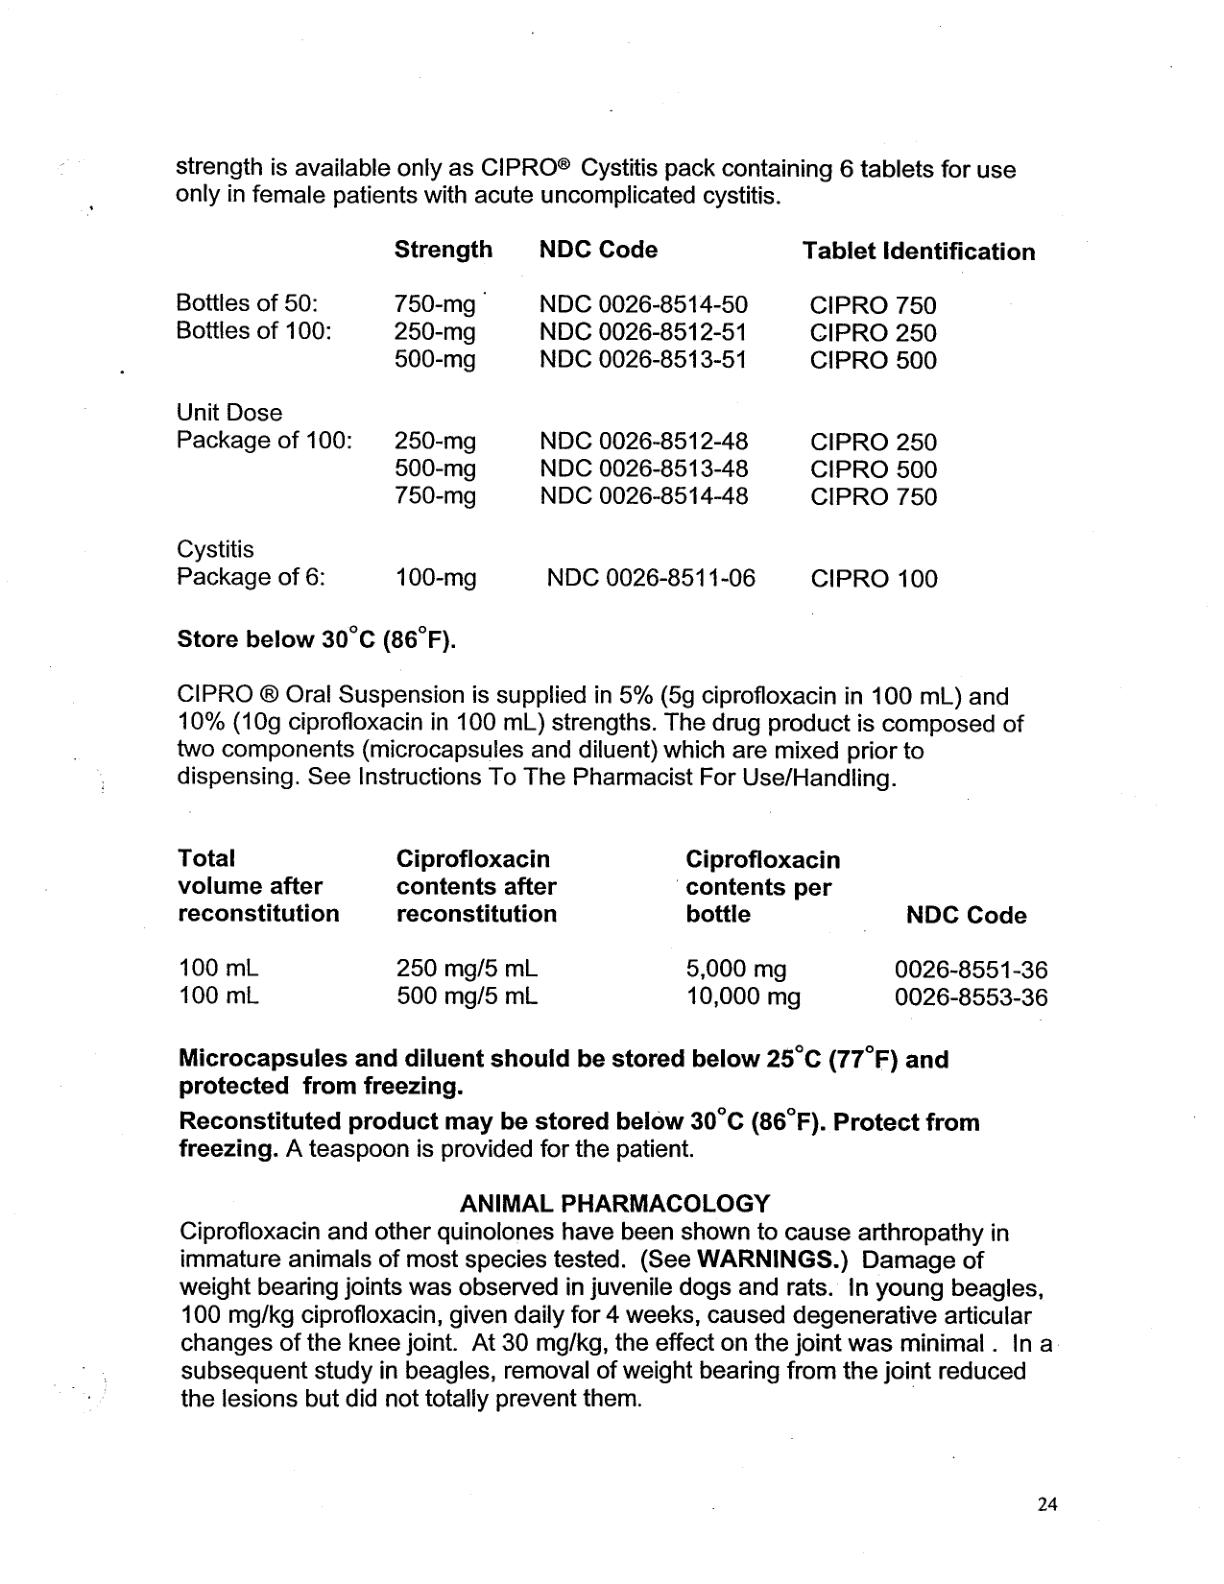 strength is available only as CIPRO® Cystitis pack containing 6 tablets for use
only in female patients with acute uncomplicated cystitis.
Strength NDC Code Tablet Identification
Bottles of 50: 750-mg NDC 0026-8514-50 CIPRO 750
Bottles of 100: 250-mg NDC 0026-8512-51 CIPRO 250
500-mg NDC 0026-8513-51 CIPRO 500
Unit Dose
Package of 100: 250-mg NDC 0026-8512-48 CIPRO 250
500-mg NDC 0026-8513-48 CIPRO 500
750-mg NDC 0026-8514-48 CIPRO 750
Cystitis
Package of 6: 100-mg NDC 0026-8511-06 CIPRO 100
Store below 30°C (86°F).
CIPRO ® Oral Suspension is supplied in 5% (5g ciprofloxacin in 100 mL) and
10% (10g ciprofloxacin in 100 mL) strengths. The drug product is composed of
two components (microcapsules and diluent) which are mixed prior to
dispensing. See Instructions To The Pharmacist For Use/Handling.
Total Ciprofloxacin Ciprofloxacin
volume after contents after contents per
reconstitution reconstitution bottle NDC Code
100 mL 250 mg/5 mL 5,000 mg 0026-8551-36
100 mL 500 mg/5 mL 10,000 mg 0026-8553-36
Microcapsules and diluent should be stored below 25°C (77°F) and
protected from freezing.
Reconstituted product may be stored below 30°C (86°F). Protect from
freezing. A teaspoon is provided for the patient.
ANIMAL PHARMACOLOGY
Ciprofloxacin and other quinolones have been shown to cause arthropathy in
immature animals of most species tested. (See WARNINGS.) Damage of
weight bearing joints was observed in juvenile dogs and rats. In young beagles,
100 mg/kg ciprofloxacin, given daily for 4 weeks, caused degenerative articular
changes of the knee joint. At 30 mg/kg, the effect on the joint was minimal . In a
subsequent study in beagles, removal of weight bearing from the joint reduced
the lesions but did not totally prevent them.
24